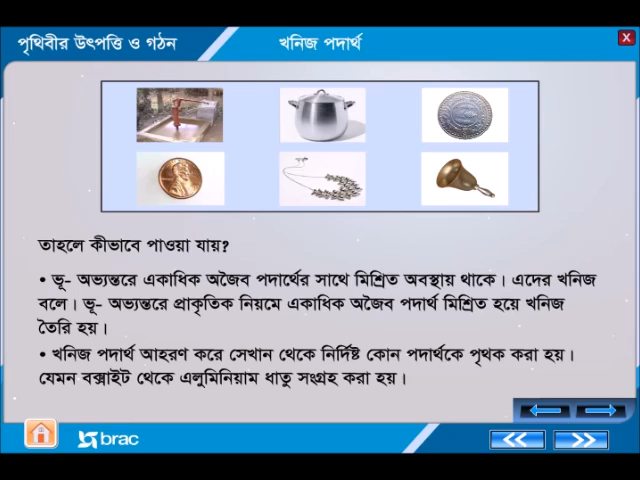 পৃথিবীর উৎপত্তি ও গঠন
খনিজ পদার্থ
তাহলে কীভাবে পাওয়া যায়?
• ভূ- অভ্যন্তরে একাধিক অজৈব পদার্থের সাথে মিশ্রিত অবস্থায় থাকে। এদের খনিজ
বলে। ভূ- অভ্যন্তরে প্রাকৃতিক নিয়মে একাধিক অজৈব পদার্থ মিশ্রিত হয়ে খনিজ
তৈরি হয়।
• খনিজ পদার্থ আহরণ করে সেখান থেকে নির্দিষ্ট কোন পদার্থকে পৃথক করা হয়।
যেমন বক্সাইট থেকে এলুমিনিয়াম ধাতু সংগ্রহ করা হয়।
brac